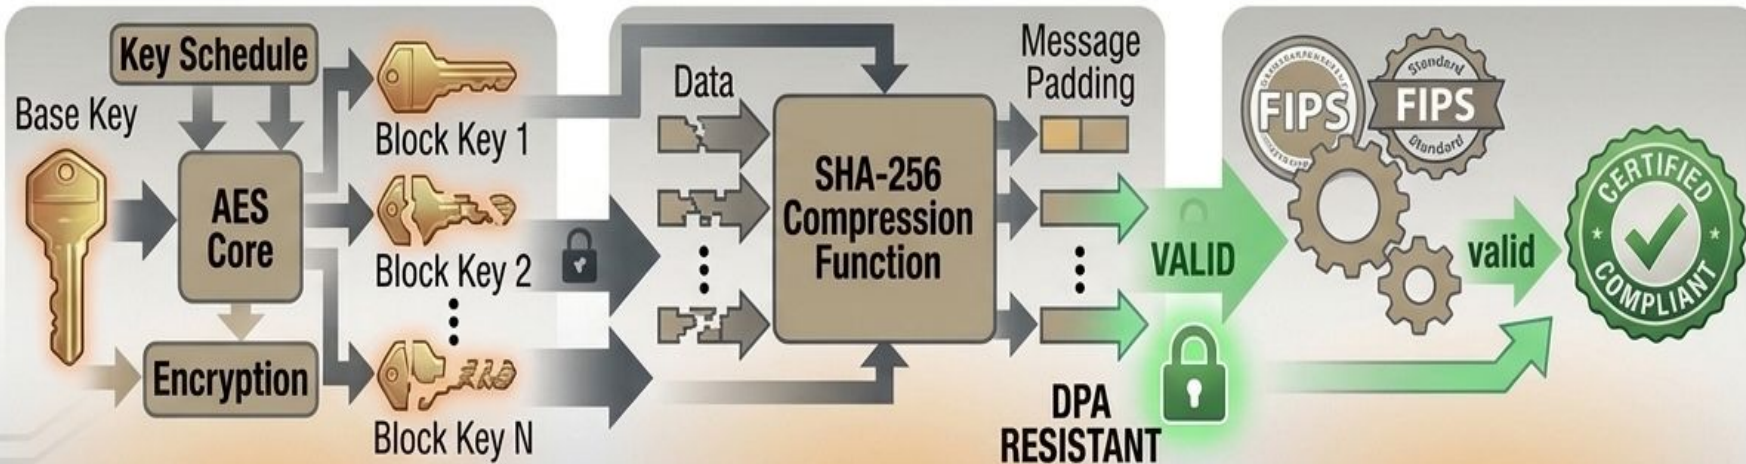 Key Schedule
Base Key
AES
Core
Encryption
Block Key 1
Block Key 2
Block Key N
Data
SHA-256
Compression
Function
Message
Padding
VALID
DPA
RESISTANT
FIPS
Standard
FIPS
Standard
valid
CERTIFIED
COMPLIANT